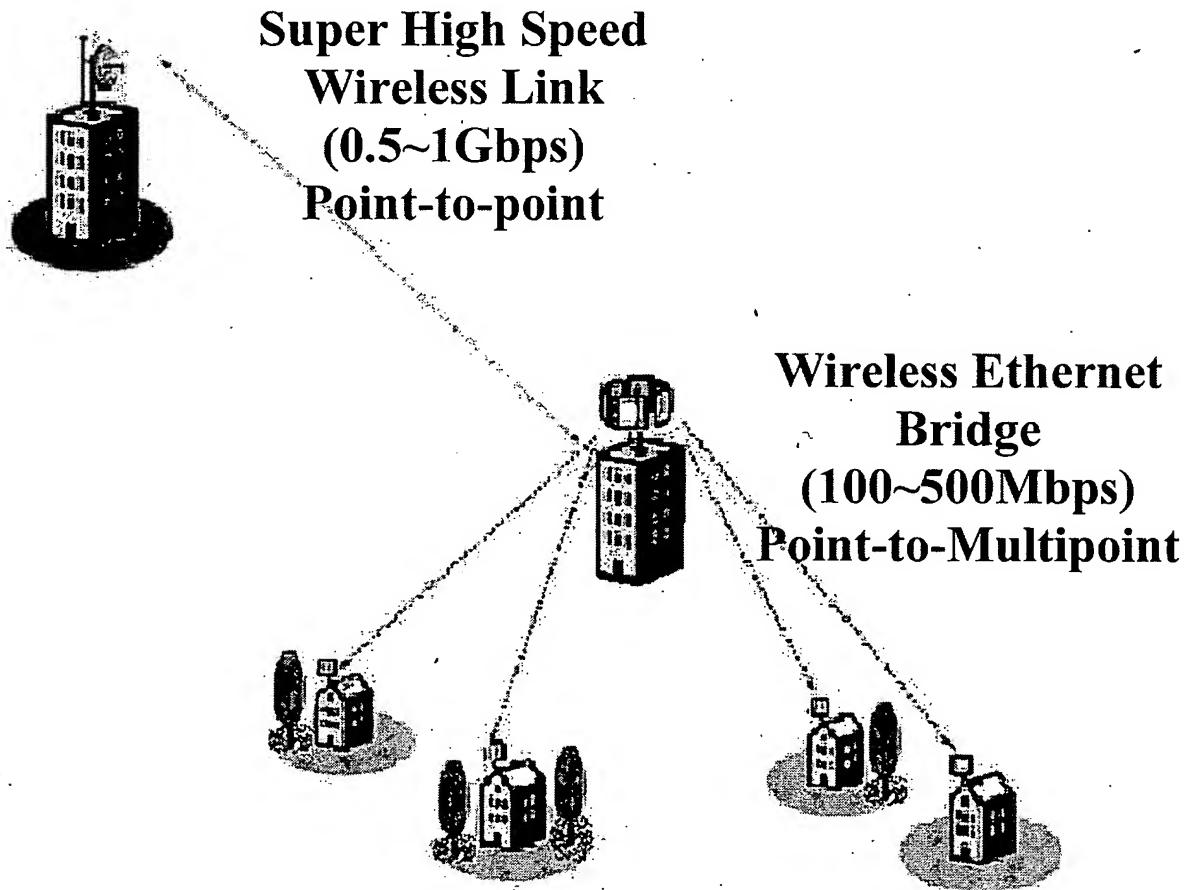 Super High Speed
Wireless Link
(0.5~1Gbps)
Point-to-point
Wireless Ethernet
Bridge
(100~500Mbps)
Point-to-Multipoint